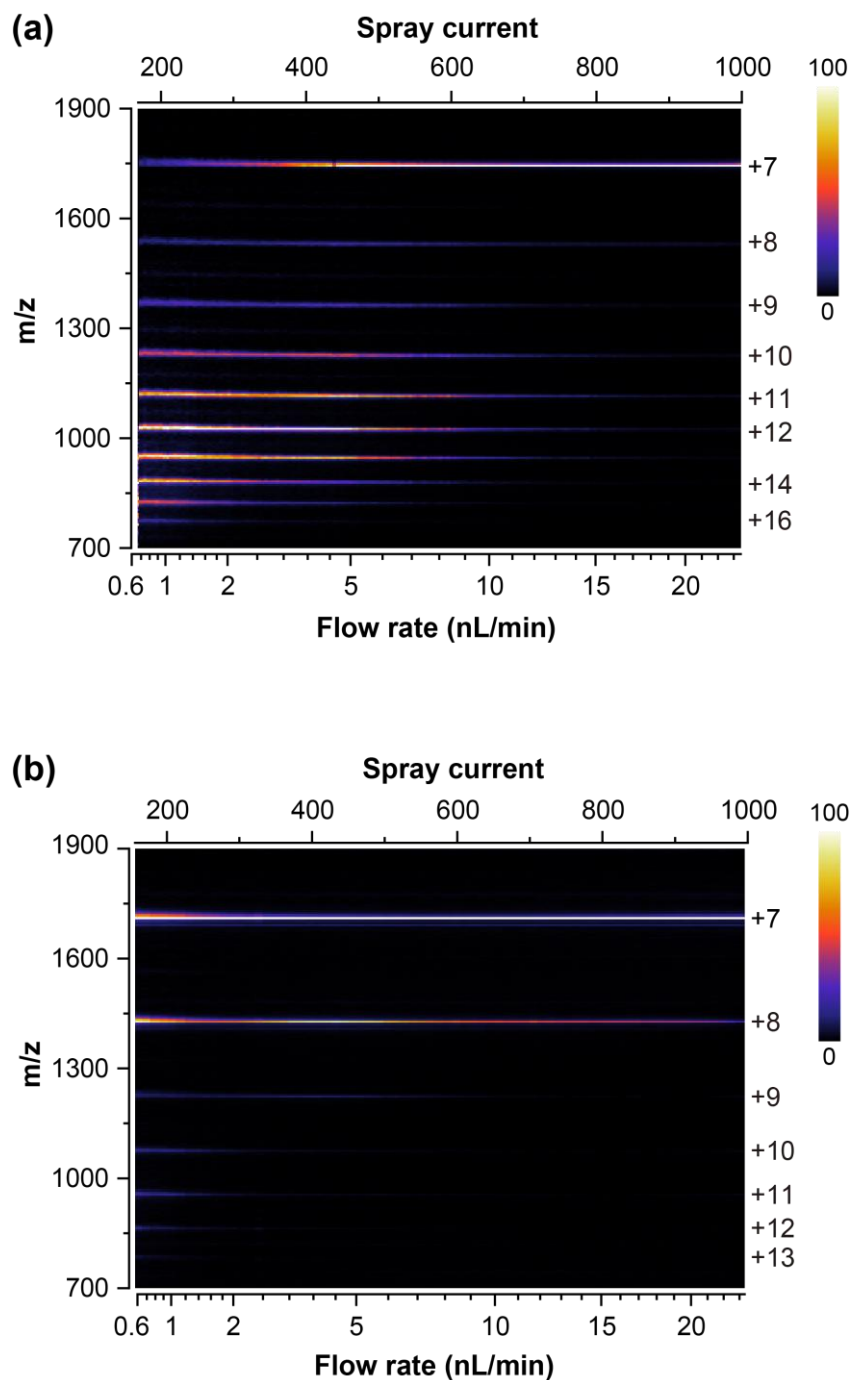 (a)
Spray current
200 400 600 800 1000
100
0
m/z
1900
1600
1300
1000
700
+7
+8
+9
+10
+11
+12
+14
+16
0.6 1 2 5 10 15 20
Flow rate (nL/min)
(b)
Spray current
200 400 600 800 1000
100
0
m/z
1900
1600
1300
1000
700
+7
+8
+9
+10
+11
+12
+13
0.6 1 2 5 10 15 20
Flow rate (nL/min)